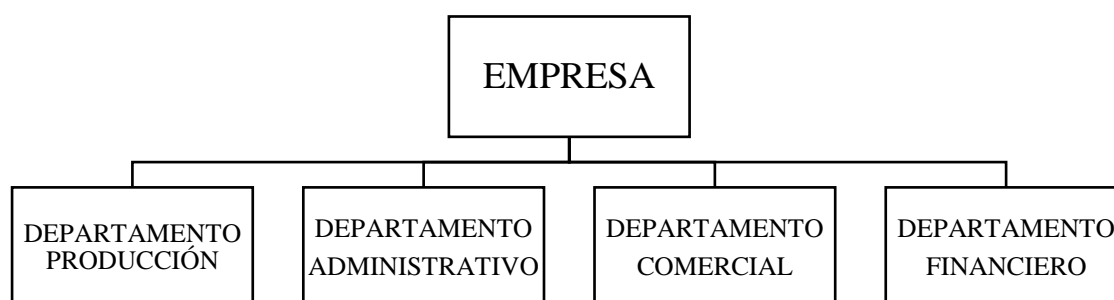 EMPRESA
DEPARTAMENTO
PRODUCCIÓN
DEPARTAMENTO
ADMINISTRATIVO
DEPARTAMENTO
COMERCIAL
DEPARTAMENTO
FINANCIERO